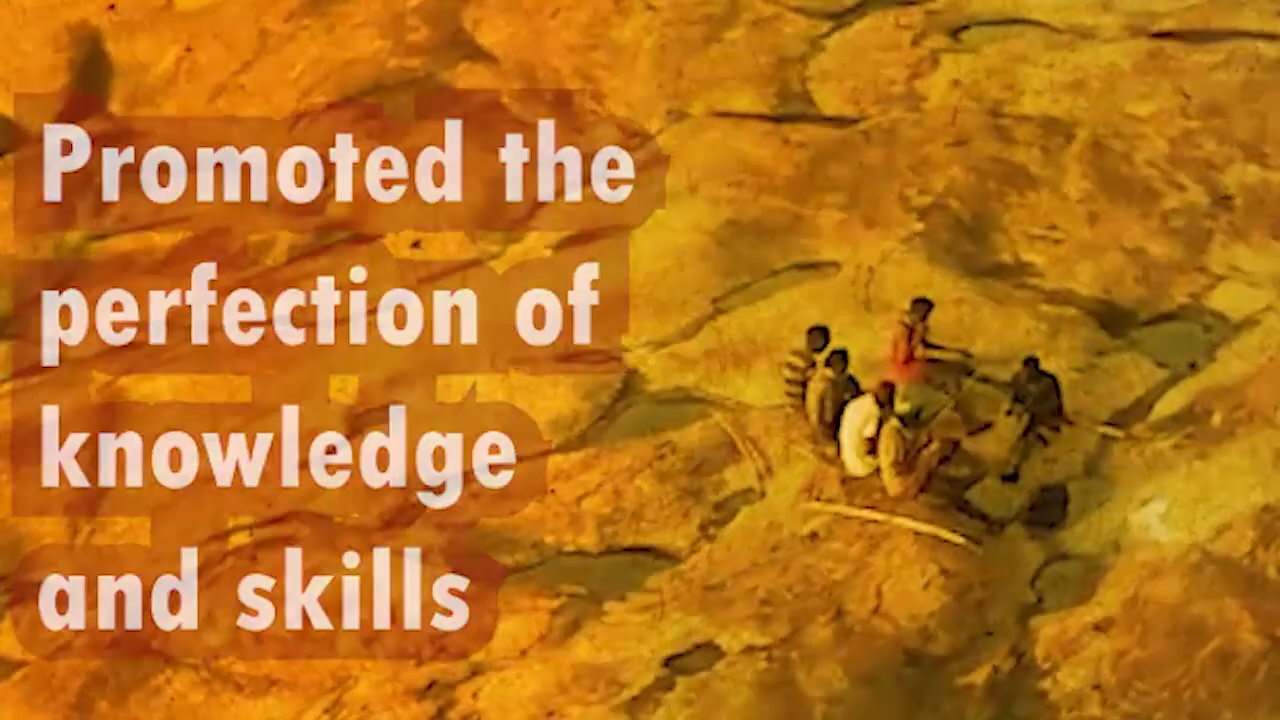 Promoted the
perfection of
knowledge
and skills